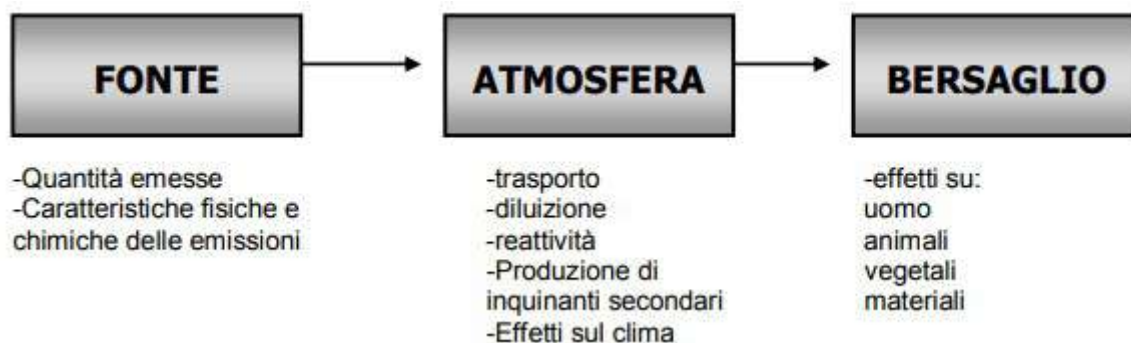 FONTE
ATMOSFERA
BERSAGLIO
-Quantità emesse
-Caratteristiche fisiche e
chimiche delle emissioni
-trasporto
-diluizione
-reattività
-Produzione di
inquinanti secondari
-Effetti sul clima
-effetti su:
uomo
animali
vegetali
materiali